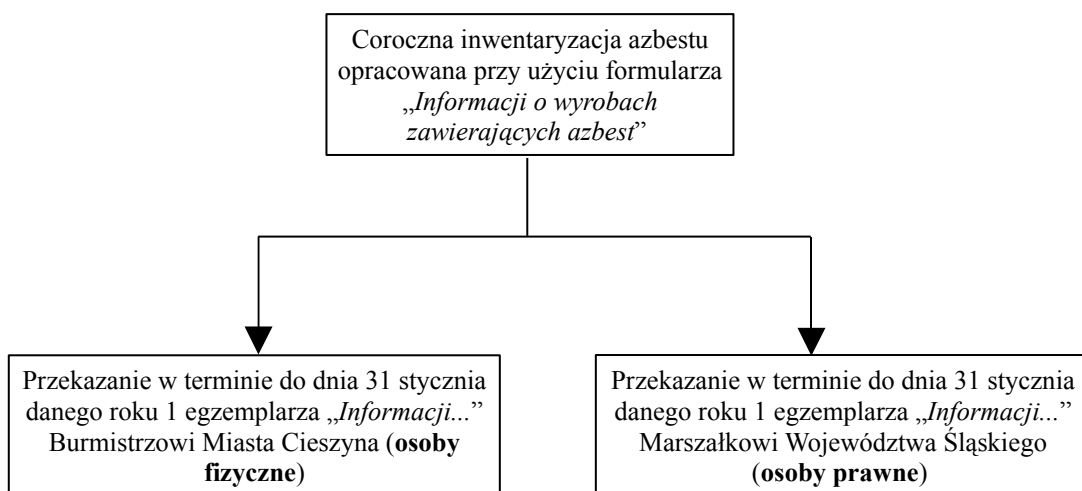 Coroczna inwentaryzacja azbestu
opracowana przy użyciu formularza
„Informacji o wyrobach
zawierających azbest”
Przekazanie w terminie do dnia 31 stycznia
danego roku 1 egzemplarza „Informacji...”
Burmistrzowi Miasta Cieszyna (osoby
fizyczne)
Przekazanie w terminie do dnia 31 stycznia
danego roku 1 egzemplarza „Informacji...”
Marszałkowi Województwa Śląskiego
(osoby prawne)